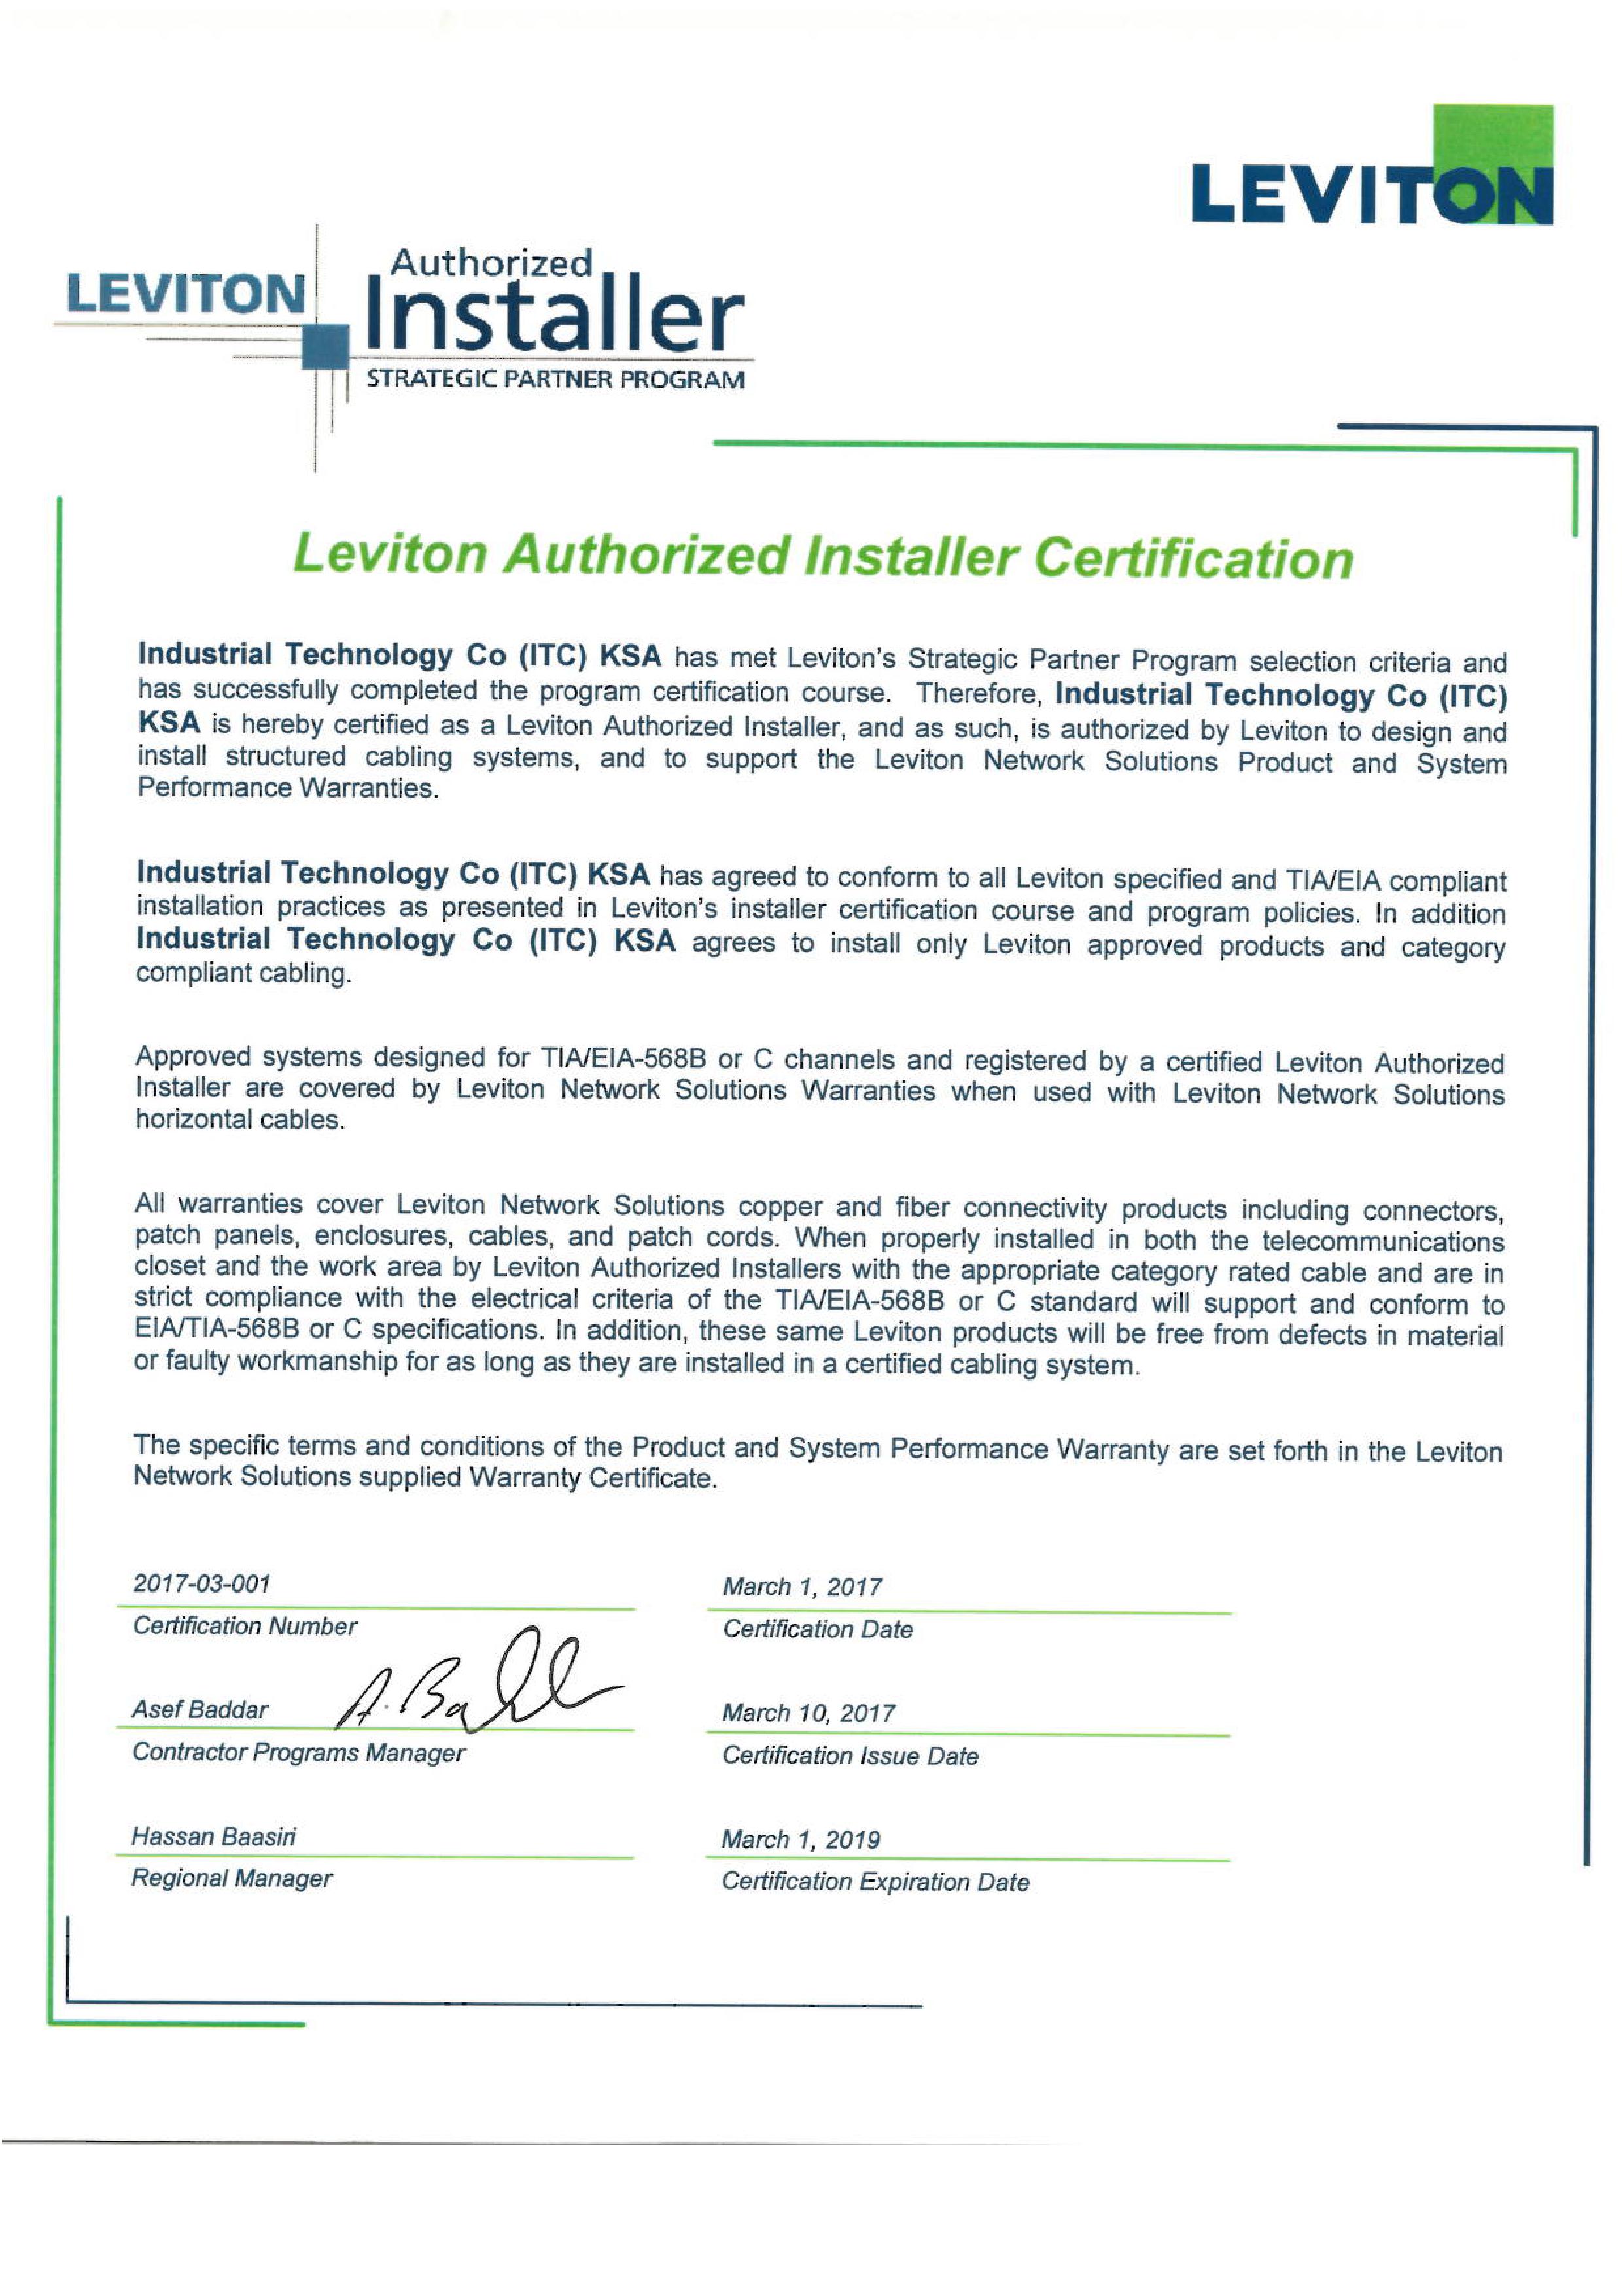 LEVITON
LEVITON
Authorized
Installer
STRATEGIC PARTNER PROGRAM
Leviton Authorized Installer Certification
Industrial Technology Co (ITC) KSA has met Leviton's Strategic Partner Program selection criteria and
has successfully completed the program certification course. Therefore, Industrial Technology Co (ITC)
KSA is hereby certified as a Leviton Authorized Installer, and as such, is authorized by Leviton to design and
install structured cabling systems, and to support the Leviton Network Solutions Product and System
Performance Warranties.
Industrial Technology Co (ITC) KSA has agreed to conform to all Leviton specified and TIA/EIA compliant
installation practices as presented in Leviton's installer certification course and program policies. In addition
Industrial Technology Co (ITC) KSA agrees to install only Leviton approved products and category
compliant cabling.
Approved systems designed for TIA/EIA-568B or C channels and registered by a certified Leviton Authorized
Installer are covered by Leviton Network Solutions Warranties when used with Leviton Network Solutions
horizontal cables.
All warranties cover Leviton Network Solutions copper and fiber connectivity products including connectors,
patch panels, enclosures, cables, and patch cords. When properly installed in both the telecommunications
closet and the work area by Leviton Authorized Installers with the appropriate category rated cable and are in
strict compliance with the electrical criteria of the TIA/EIA-568B or C standard will support and conform to
EIA/TIA-568B or C specifications. In addition, these same Leviton products will be free from defects in material
or faulty workmanship for as long as they are installed in a certified cabling system.
The specific terms and conditions of the Product and System Performance Warranty are set forth in the Leviton
Network Solutions supplied Warranty Certificate.
2017-03-001
Certification Number
March 1, 2017
Certification Date
Asef Baddar
Contractor Programs Manager
March 10, 2017
Certification Issue Date
Hassan Baasiri
Regional Manager
March 1, 2019
Certification Expiration Date